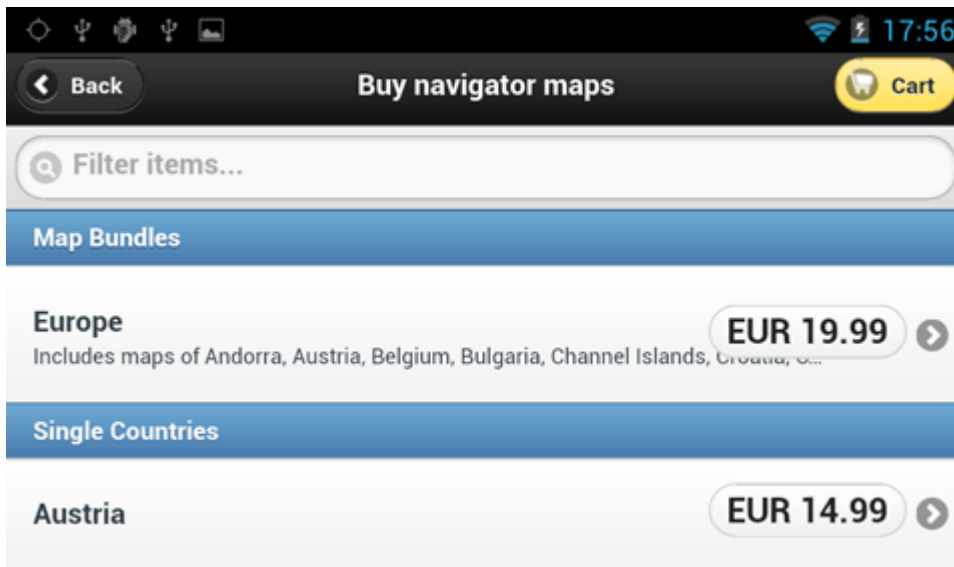 17:56
Back
Buy navigator maps
Cart
Filter items...
Map Bundles
Europe
EUR 19.99
Includes maps of Andorra, Austria, Belgium, Bulgaria, Channel Islands, Croatia,
Single Countries
Austria
EUR 14.99